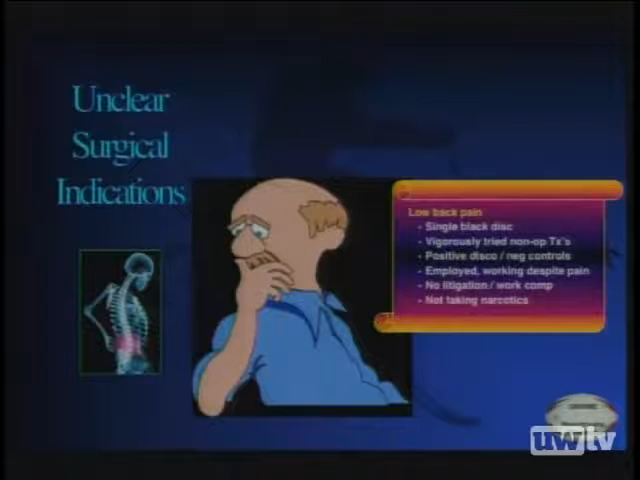 Unclear
Surgical
Indications
Low back pain
- Single black disc
- Vigorously tried non-op Tx's
- Positive disco / neg controls
- Employed, working despite pain
- No litigation / work comp
- Not taking narcotics
uwtv